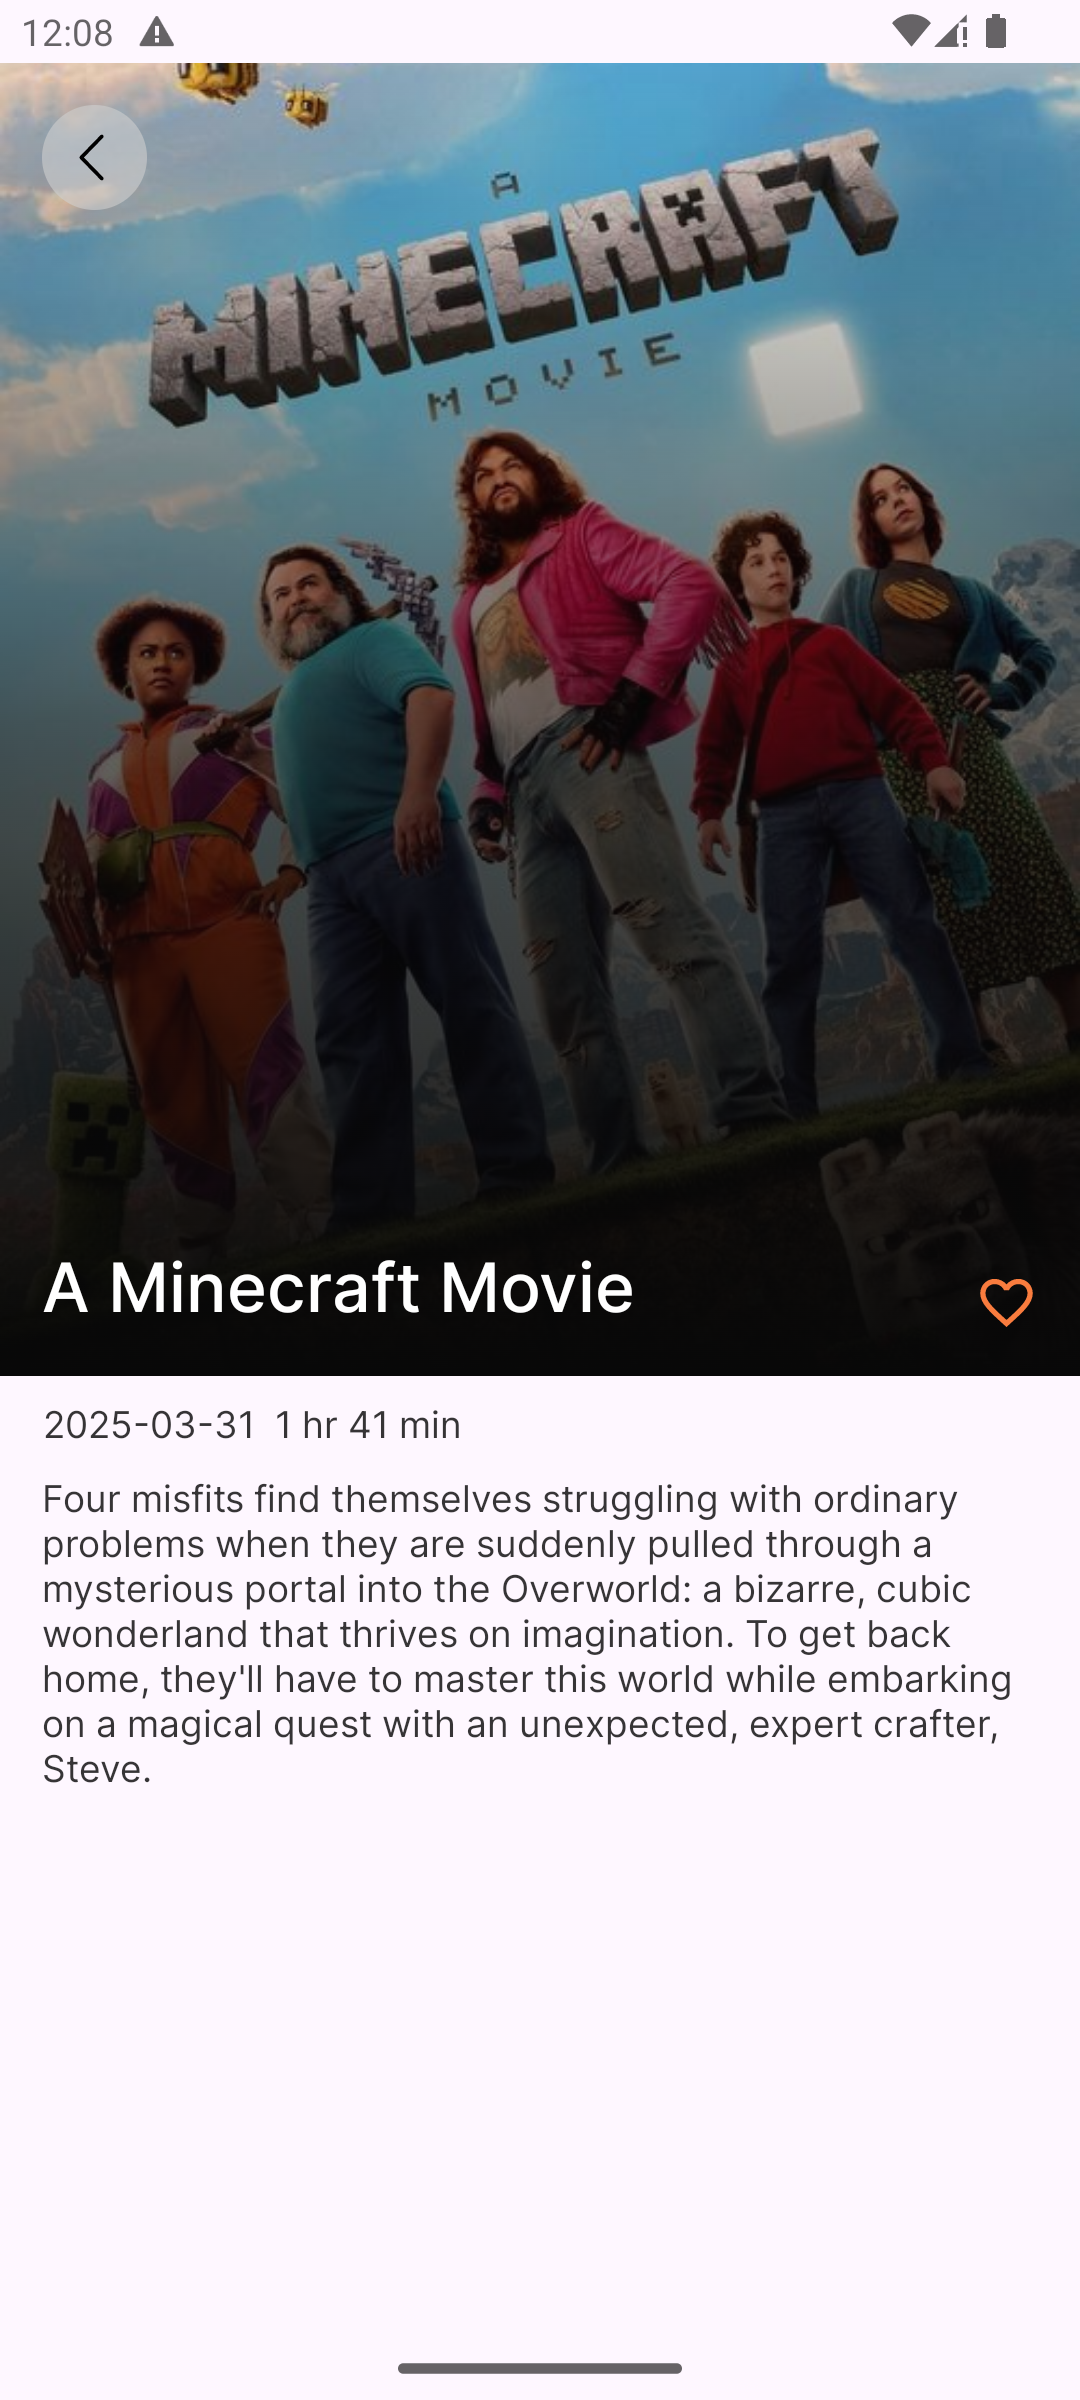 12:08
A
MINECRAFT
MOVIE
A Minecraft Movie
2025-03-31 1 hr 41 min
Four misfits find themselves struggling with ordinary
problems when they are suddenly pulled through a
mysterious portal into the Overworld: a bizarre, cubic
wonderland that thrives on imagination. To get back
home, they'll have to master this world while embarking
on a magical quest with an unexpected, expert crafter,
Steve.